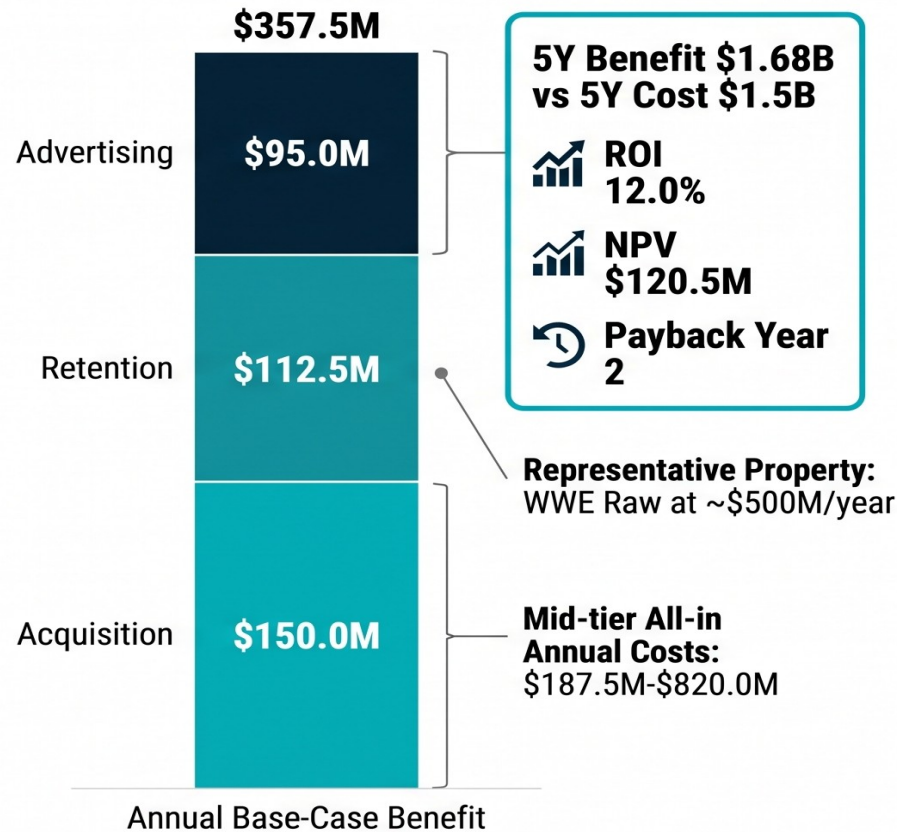 $357.5M
Advertising
$95.0M
Retention
$112.5M
Acquisition
$150.0M
Annual Base-Case Benefit
5Y Benefit $1.68B
vs 5Y Cost $1.5B
ROI
12.0%
NPV
$120.5M
Payback Year
2
Representative Property:
WWE Raw at ~$500M/year
Mid-tier All-in
Annual Costs:
$187.5M-$820.0M